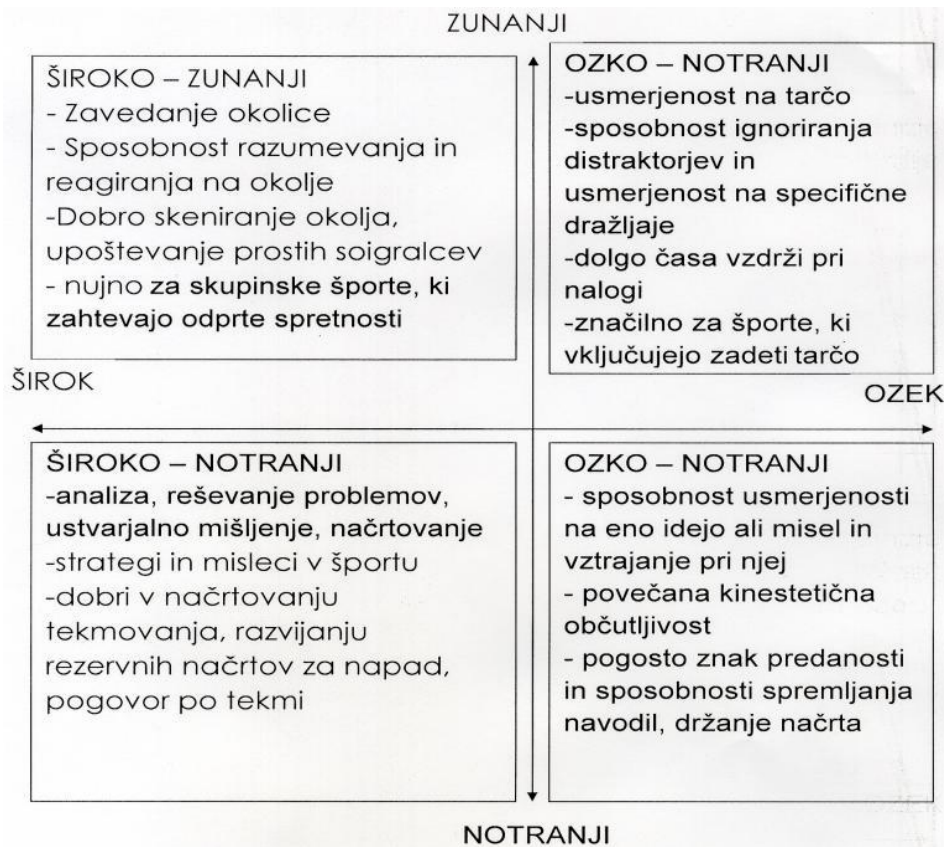 ZUNANJI
ŠIROKO – ZUNANJI
- Zavedanje okolice
- Sposobnost razumevanja in
reagiranja na okolje
-Dobro skeniranje okolja,
upoštevanje prostih soigralcev
- nujno za skupinske športe, ki
zahtevajo odprte spretnosti
OZKO – NOTRANJI
-usmerjenost na tarčo
-sposobnost ignoriranja
distraktorjev in
usmerjenost na specifične
dražljaje
-dolgo časa vzdrži pri
nalogi
-značilno za športe, ki
vključujejo zadeti tarčo
ŠIROK
OZEK
ŠIROKO – NOTRANJI
-analiza, reševanje problemov,
ustvarjalno mišljenje, načrtovanje
-strategi in misleci v športu
-dobri v načrtovanju
tekmovanja, razvijanju
rezervnih načrtov za napad,
pogovor po tekmi
OZKO – NOTRANJI
- sposobnost usmerjenosti
na eno idejo ali misel in
vztrajanje pri njej
- povečana kinestetična
občutljivost
- pogosto znak predanosti
in sposobnosti spremljanja
navodil, držanje načrta
NOTRANJI